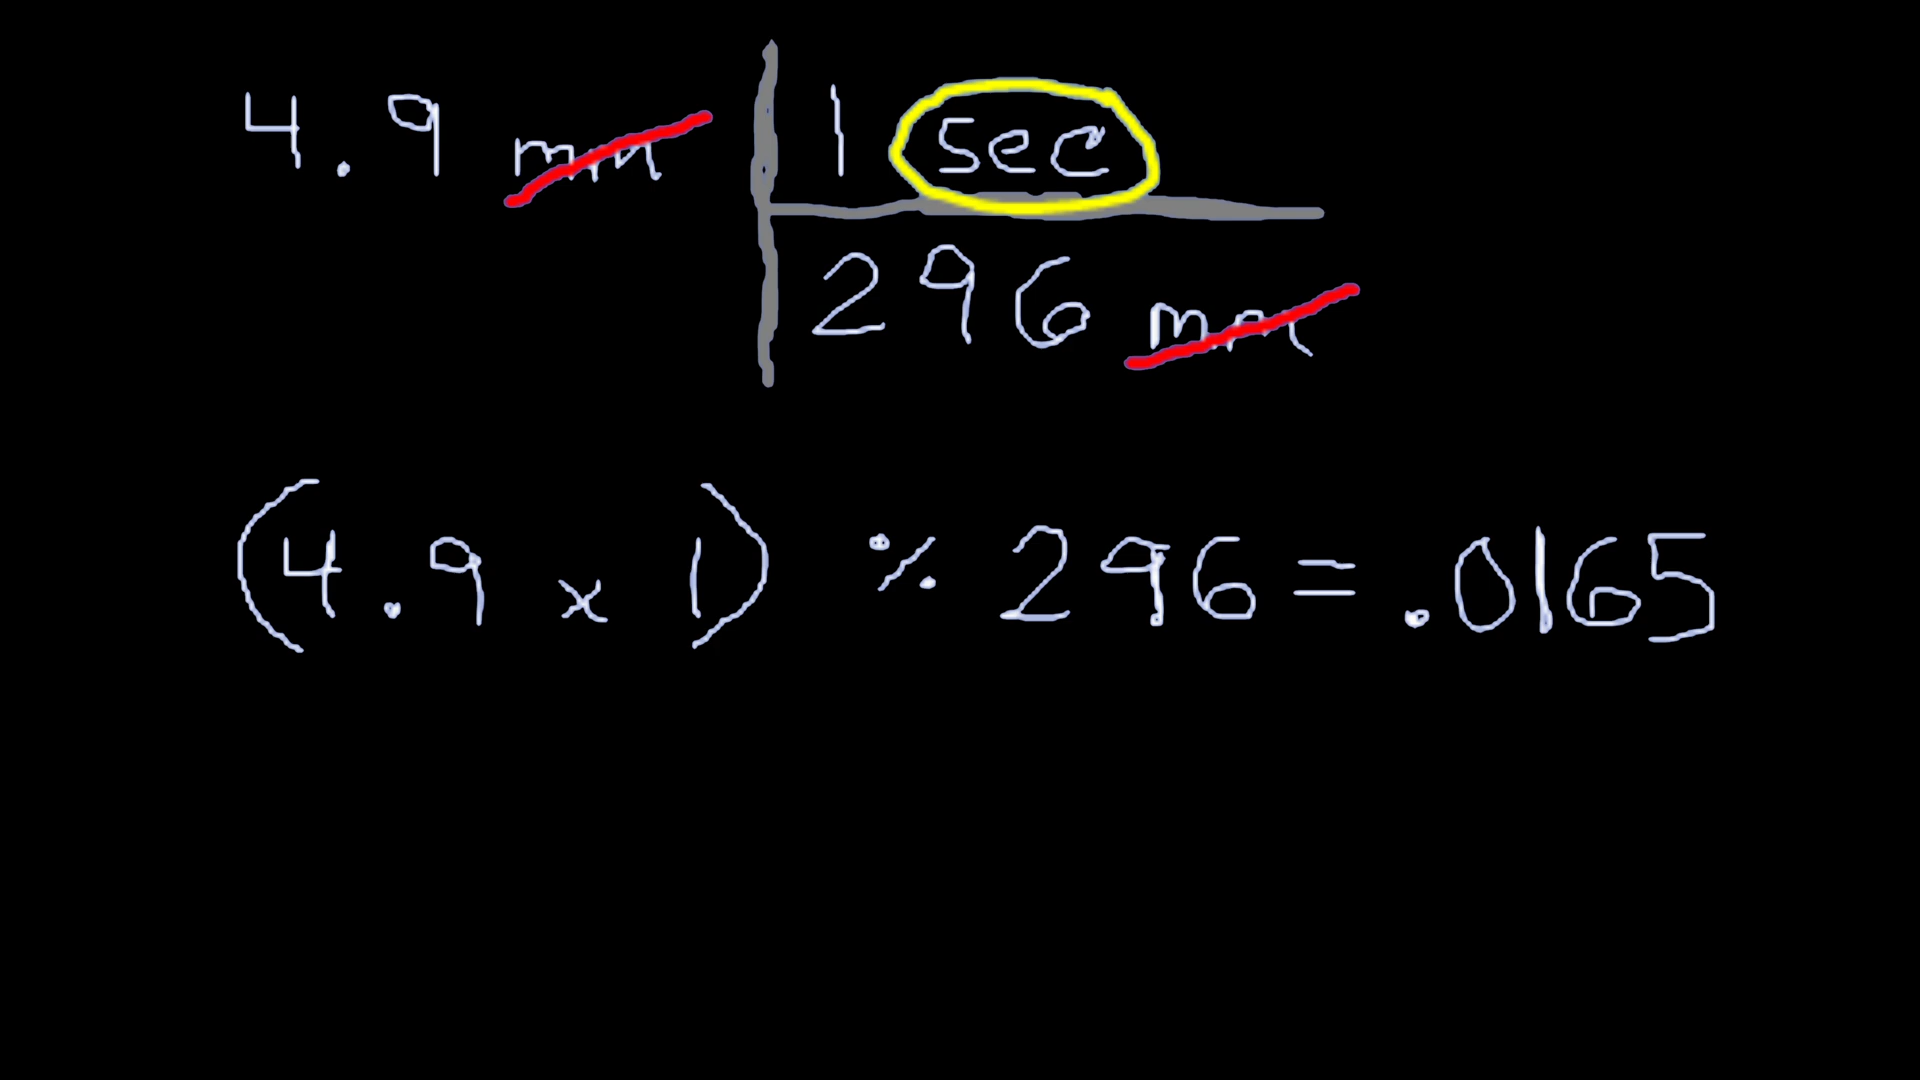 4.9 mm 1 sec
296 mm
(4.9 x 1) % 296 = .0165